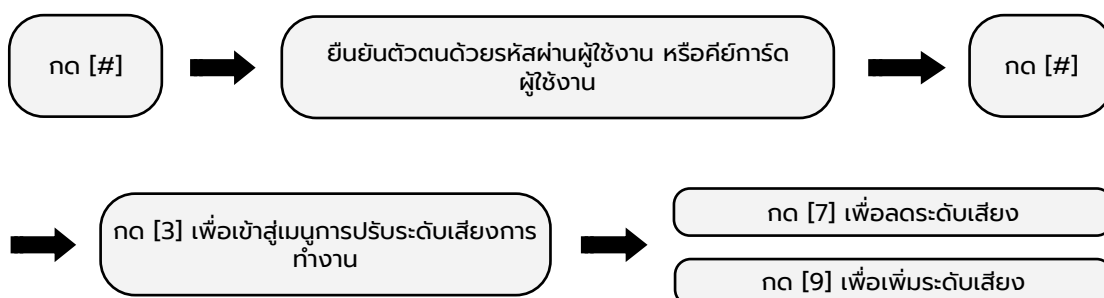 กด [#]
ยืนยันตัวตนด้วยรหัสผ่านผู้ใช้งาน หรือคีย์การ์ด
ผู้ใช้งาน
กด [#]
กด [3] เพื่อเข้าสู่เมนูการปรับระดับเสียงการ
ทำงาน
กด [7] เพื่อลดระดับเสียง
กด [9] เพื่อเพิ่มระดับเสียง